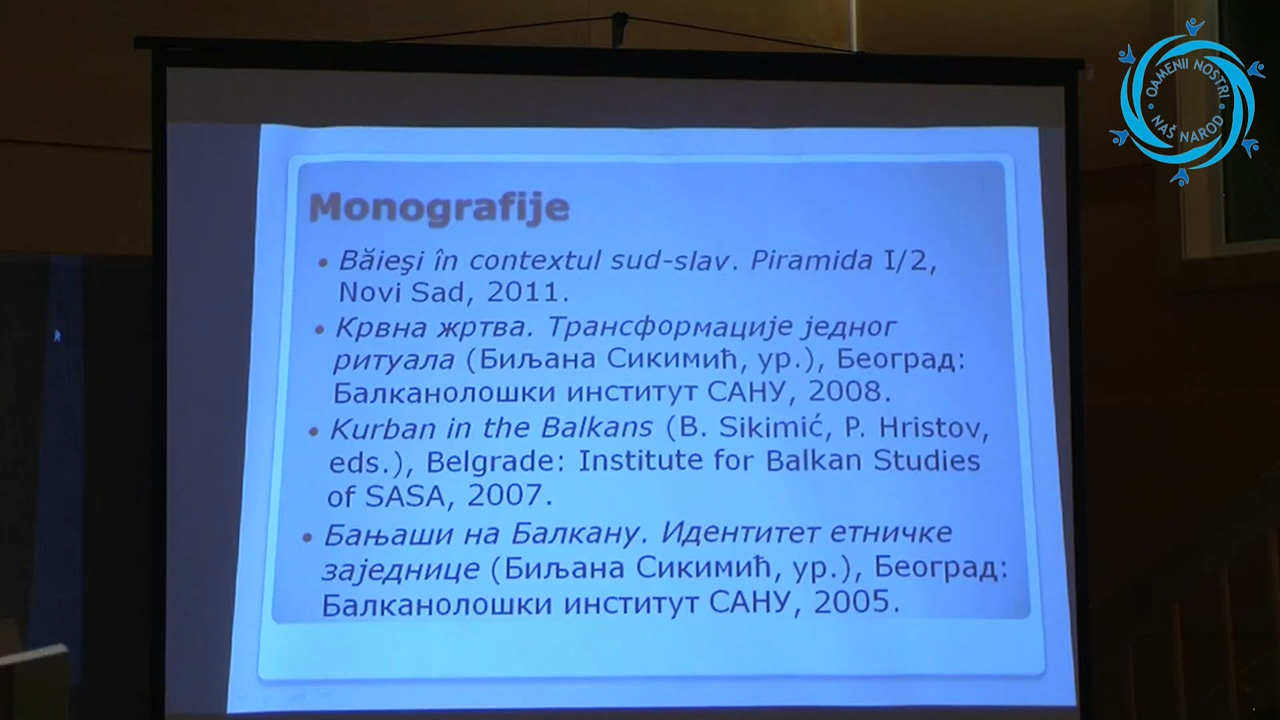 OAMENII NOSTRI
NAŠ NAROD
Monografije
Băieşi în contextul sud-slav. Piramida I/2,
Novi Sad, 2011.
Крвна жртва. Трансформације једног
ритуала (Биљана Сикимић, ур.), Београд:
Балканолошки институт САНУ, 2008.
Kurban in the Balkans (B. Sikimić, P. Hristov,
eds.), Belgrade: Institute for Balkan Studies
of SASA, 2007.
Бањаши на Балкану. Идентитет етничке
заједнице (Биљана Сикимић, ур.), Београд:
Балканолошки институт САНУ, 2005.